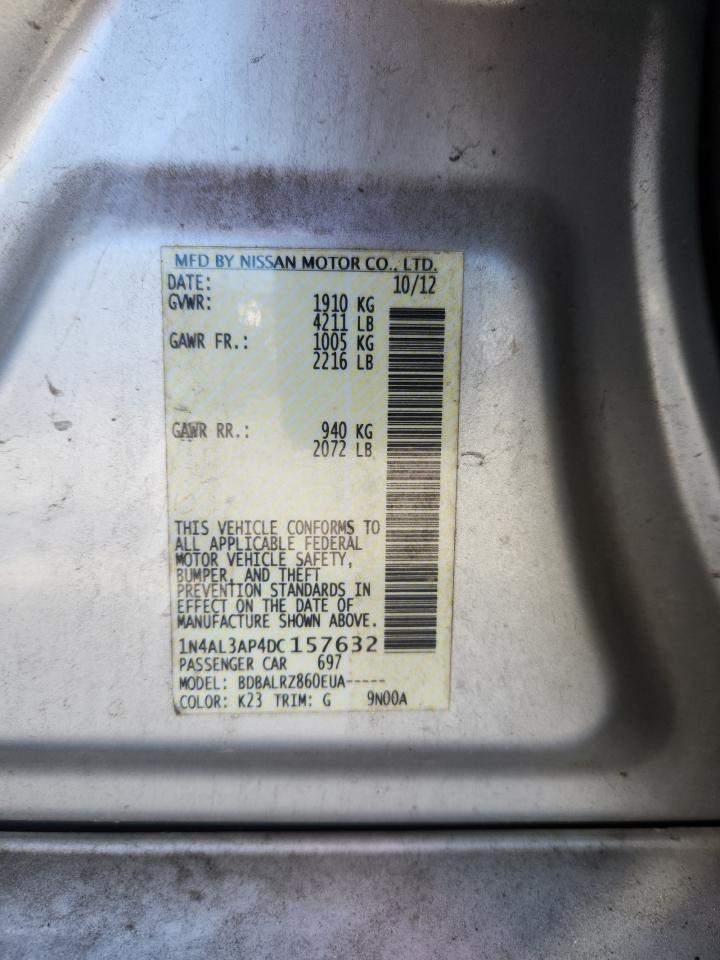 MFD BY NISSAN MOTOR CO., LTD.
DATE: 10/12
GVWR: 1910 KG
4211 LB
GAWR FR.: 1005 KG
2216 LB
GAWR RR.: 940 KG
2072 LB
THIS VEHICLE CONFORMS TO
ALL APPLICABLE FEDERAL
MOTOR VEHICLE SAFETY,
BUMPER, AND THEFT
PREVENTION STANDARDS IN
EFFECT ON THE DATE OF
MANUFACTURE SHOWN ABOVE.
1N4AL3AP4DC157632
PASSENGER CAR 697
MODEL: BDBALRZ860EUA-----
COLOR: K23 TRIM: G 9N00A